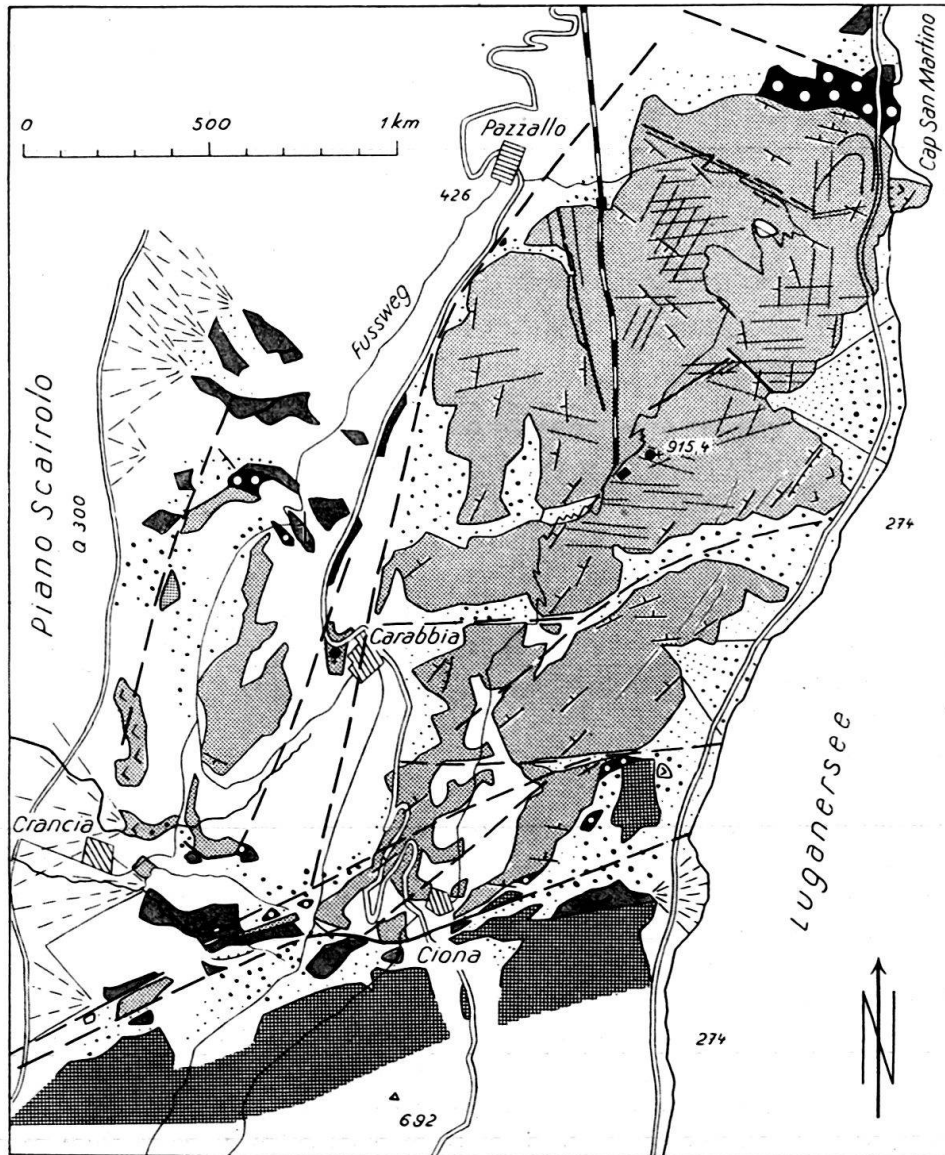 Cap San Martino
0 500 1 km
Pazzallo
426
Fussweg
Piano Scairolo
a 300
915,4
274
Carabbia
Luganersee
Grancia
Ciona
N
274
692